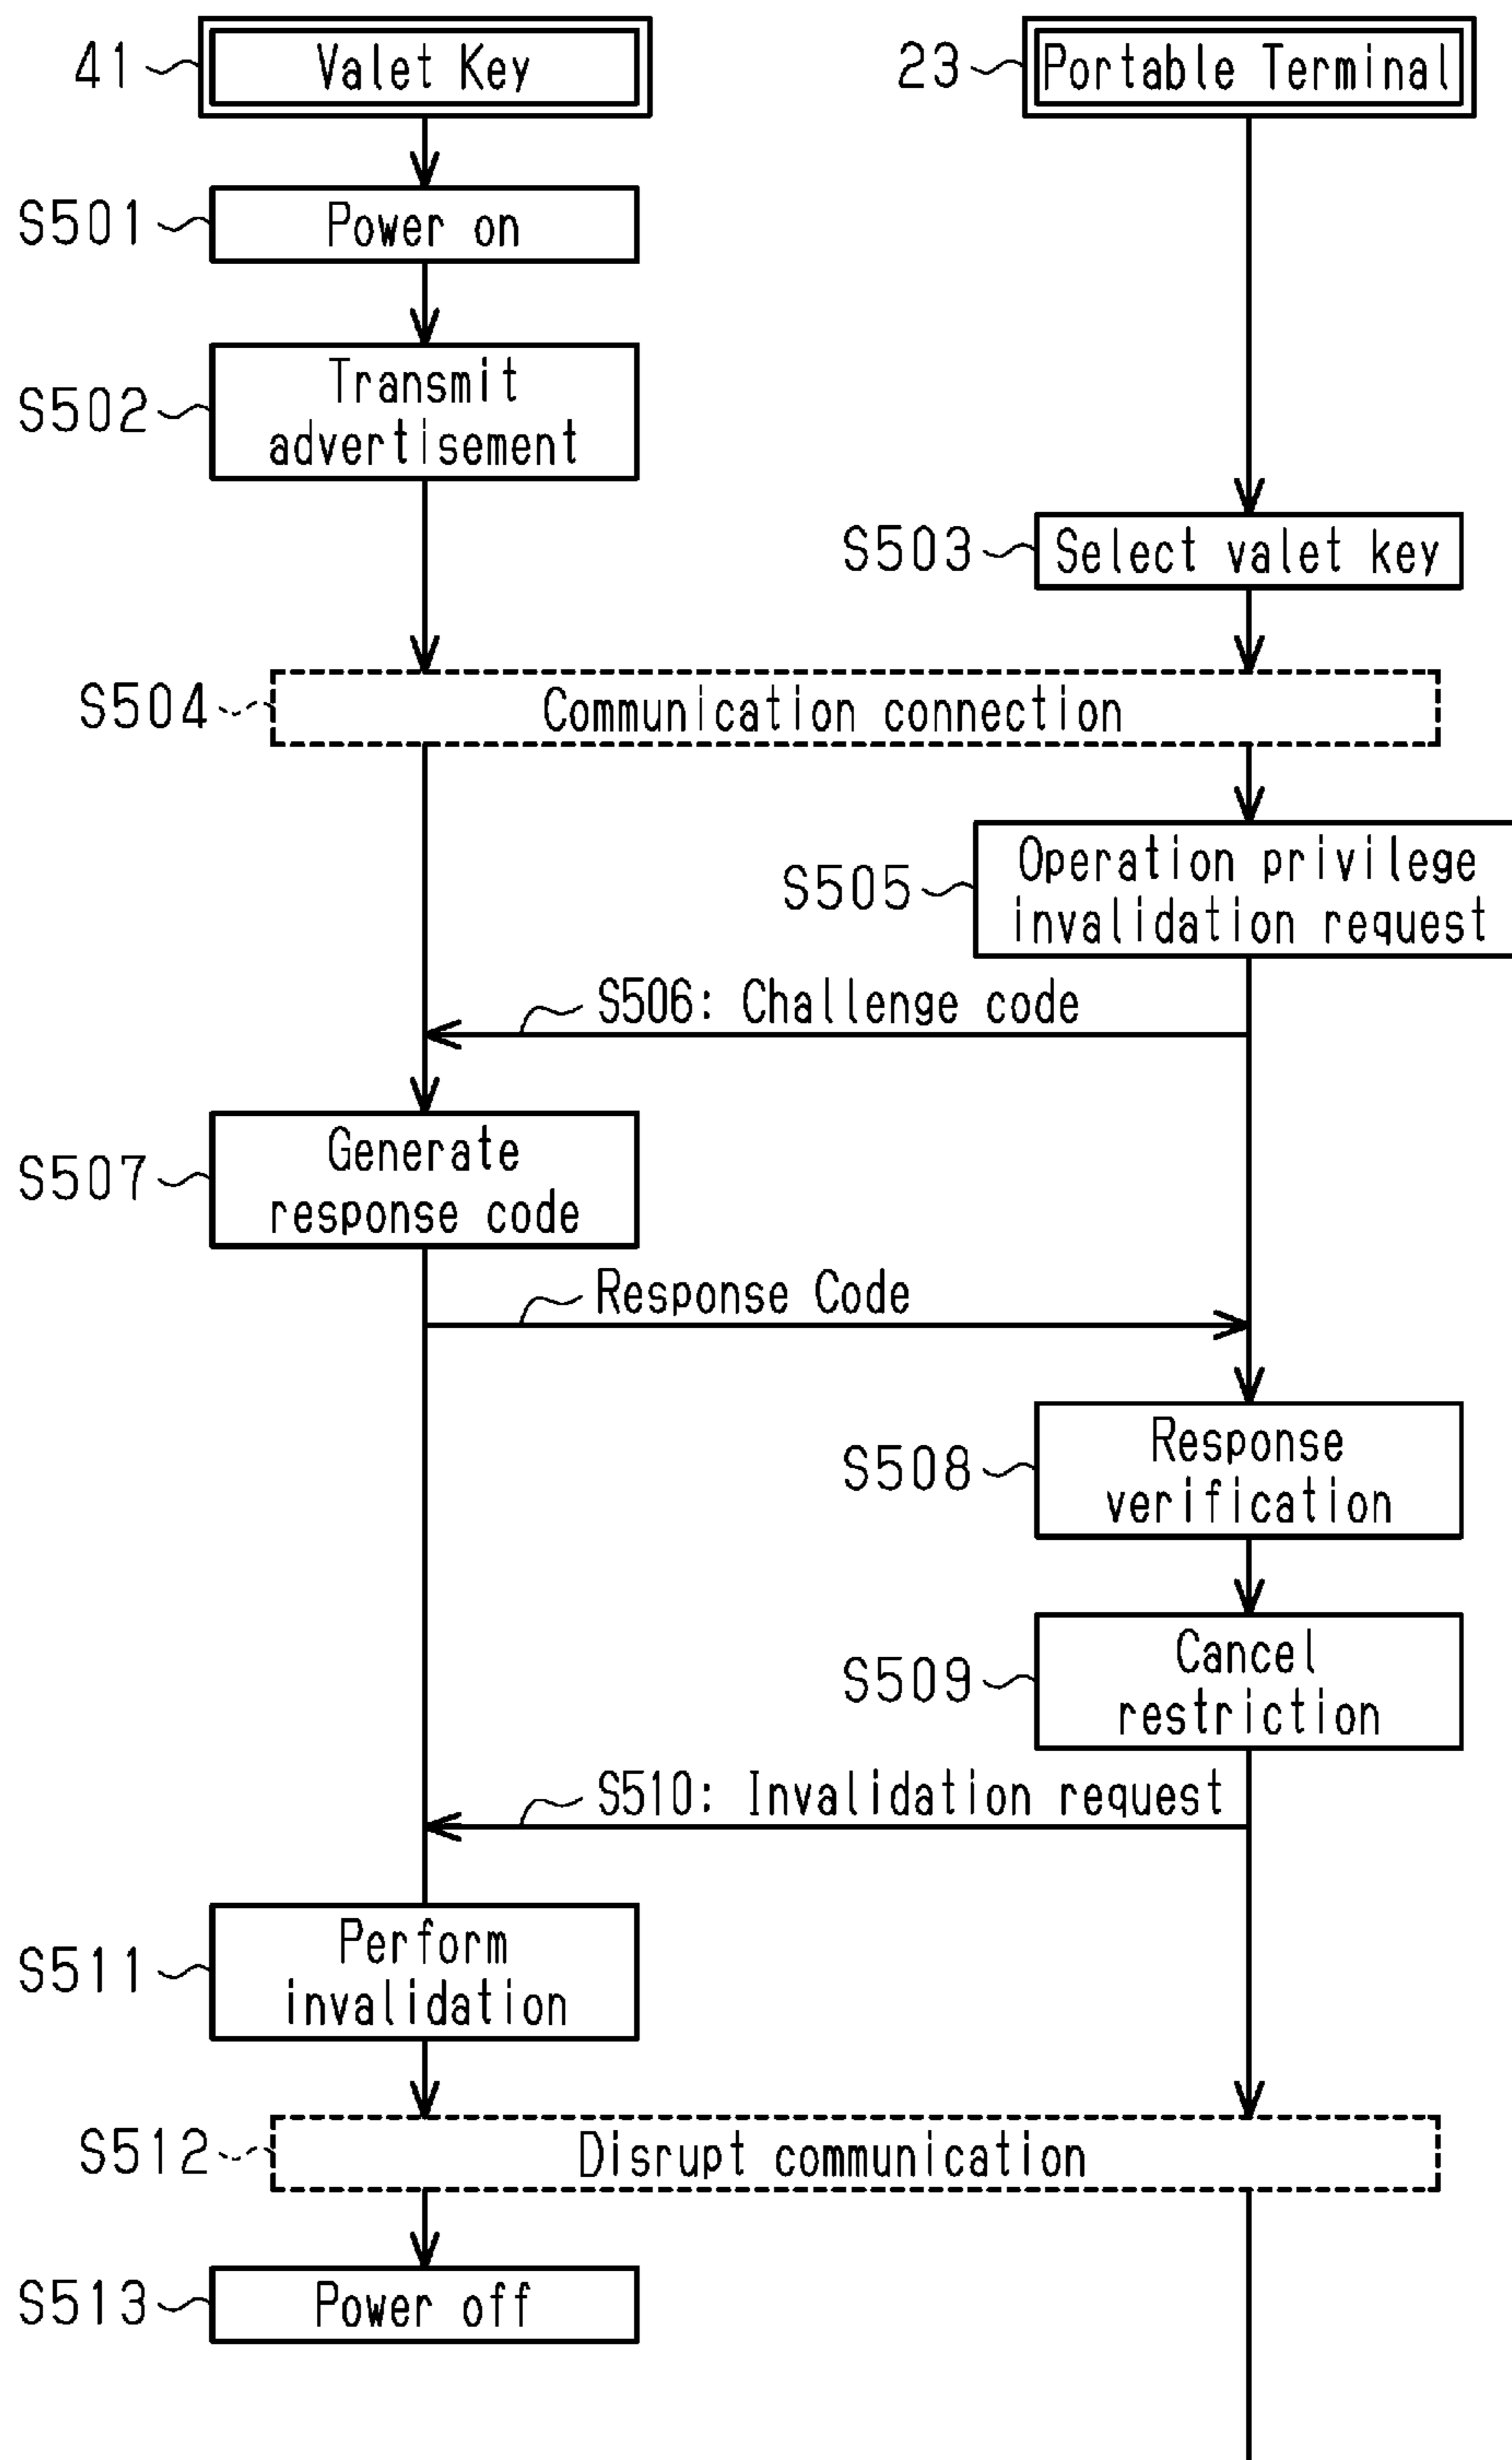 41
Valet Key
23
Portable Terminal
S501
Power on
S502
Transmit
advertisement
S503
Select valet key
S504
Communication connection
S505
Operation privilege
invalidation request
S506: Challenge code
S507
Generate
response code
Response Code
S508
Response
verification
S509
Cancel
restriction
S510: Invalidation request
S511
Perform
invalidation
S512
Disrupt communication
S513
Power off